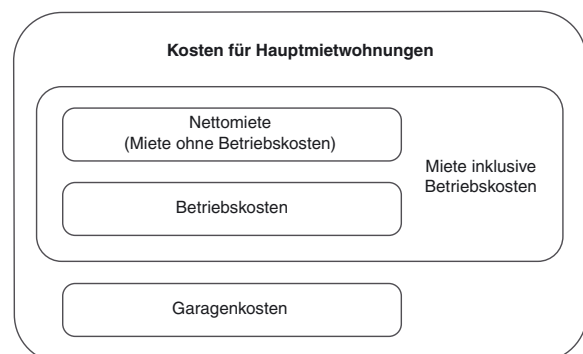 Kosten für Hauptmietwohnungen
Nettomiete
(Miete ohne Betriebskosten)
Miete inklusive
Betriebskosten
Betriebskosten
Garagenkosten